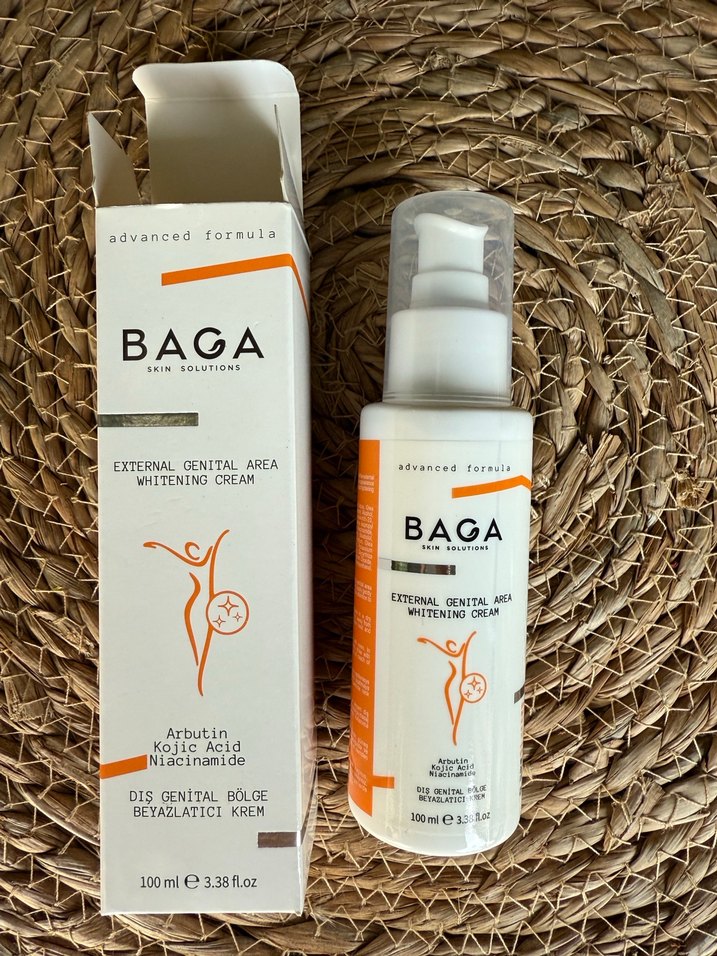 advanced formula
BAGA
SKIN SOLUTIONS
EXTERNAL GENITAL AREA
WHITENING CREAM
Arbutin
Kojic Acid
Niacinamide
DIŞ GENİTAL BÖLGE
BEYAZLATICI KREM
100 ml ℮ 3.38 fl.oz
advanced formula
BAGA
SKIN SOLUTIONS
EXTERNAL GENITAL AREA
WHITENING CREAM
Arbutin
Kojic Acid
Niacinamide
DIŞ GENİTAL BÖLGE
BEYAZLATICI KREM
100 ml ℮ 3.38 fl.oz